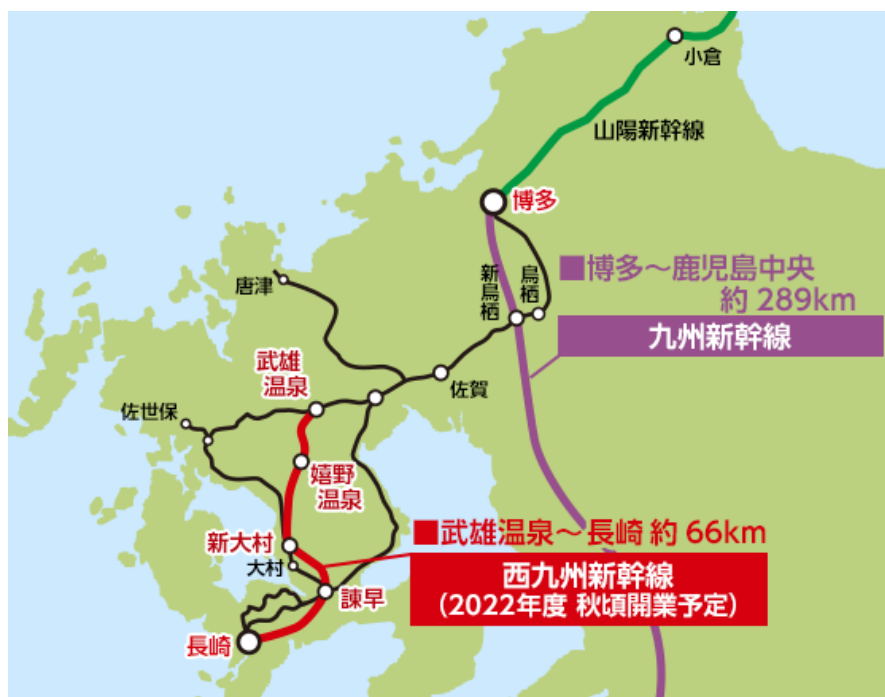 小倉
山陽新幹線
博多
■博多～鹿児島中央
約 289km
九州新幹線
新鳥栖
鳥栖
唐津
佐賀
武雄
温泉
佐世保
嬉野
温泉
新大村
大村
■武雄温泉～長崎 約 66km
西九州新幹線
（2022年度 秋頃開業予定）
諫早
長崎